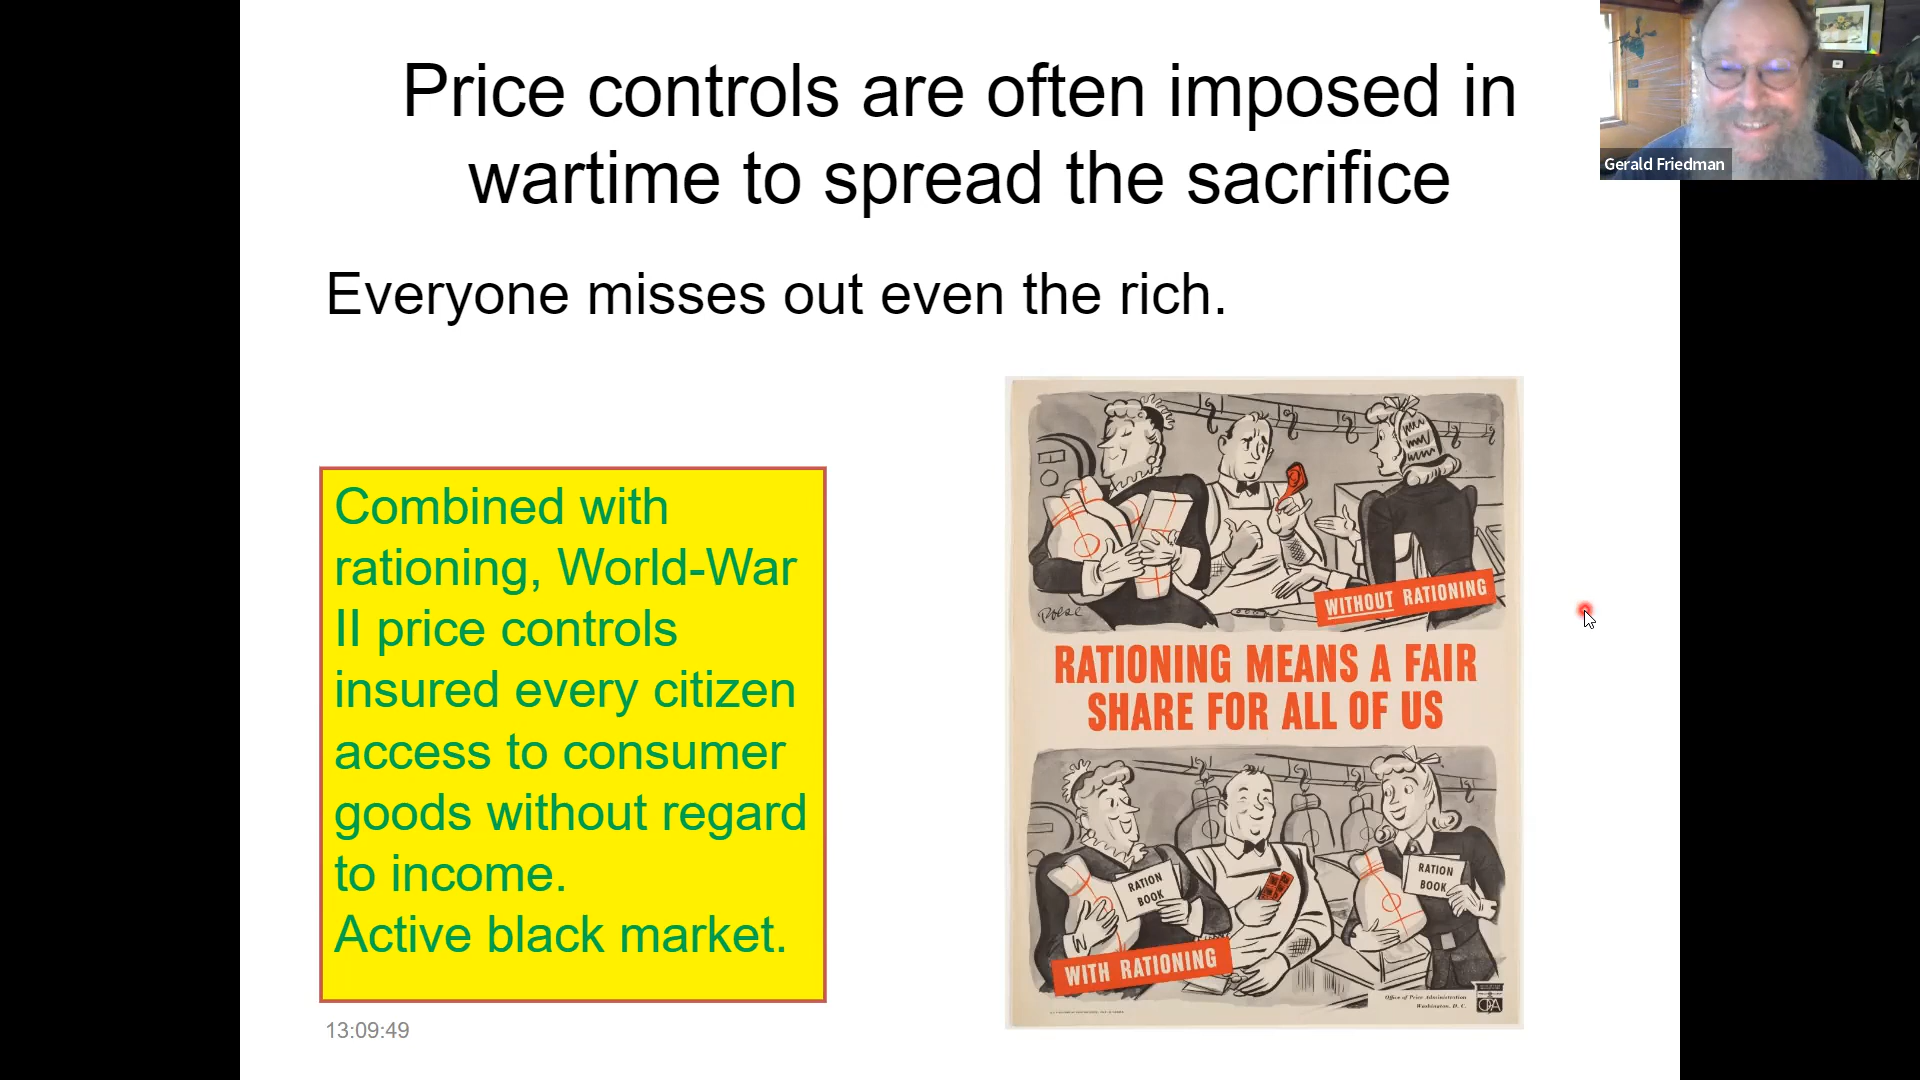 Price controls are often imposed in
wartime to spread the sacrifice
Gerald Friedman
Everyone misses out even the rich.
Combined with
rationing, World-War
II price controls
insured every citizen
access to consumer
goods without regard
to income.
Active black market.
WITHOUT RATIONING
RATIONING MEANS A FAIR
SHARE FOR ALL OF US
RATION
BOOK
RATION
BOOK
WITH RATIONING
Office of Price Administration
Washington, D. C.
OPA
13:09:49